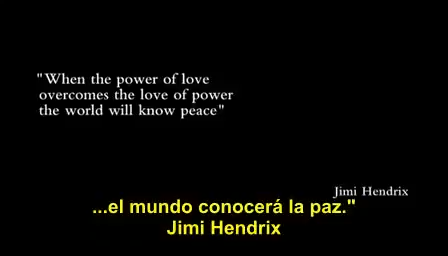 "When the power of love
overcomes the love of power
the world will know peace"
Jimi Hendrix
...el mundo conocerá la paz."
Jimi Hendrix